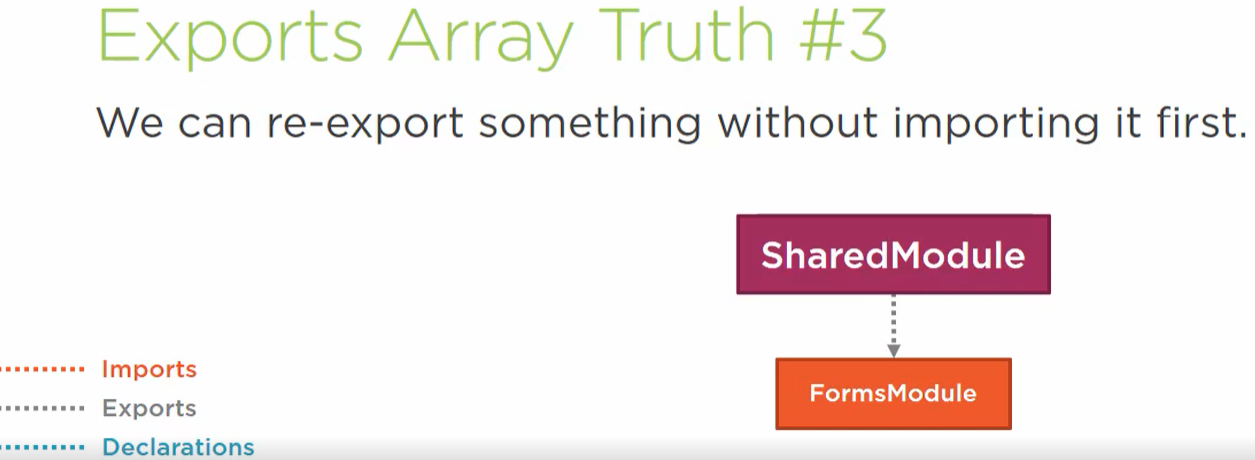 Exports Array Truth #3
We can re-export something without importing it first.
SharedModule
FormsModule
Imports
Exports
Declarations